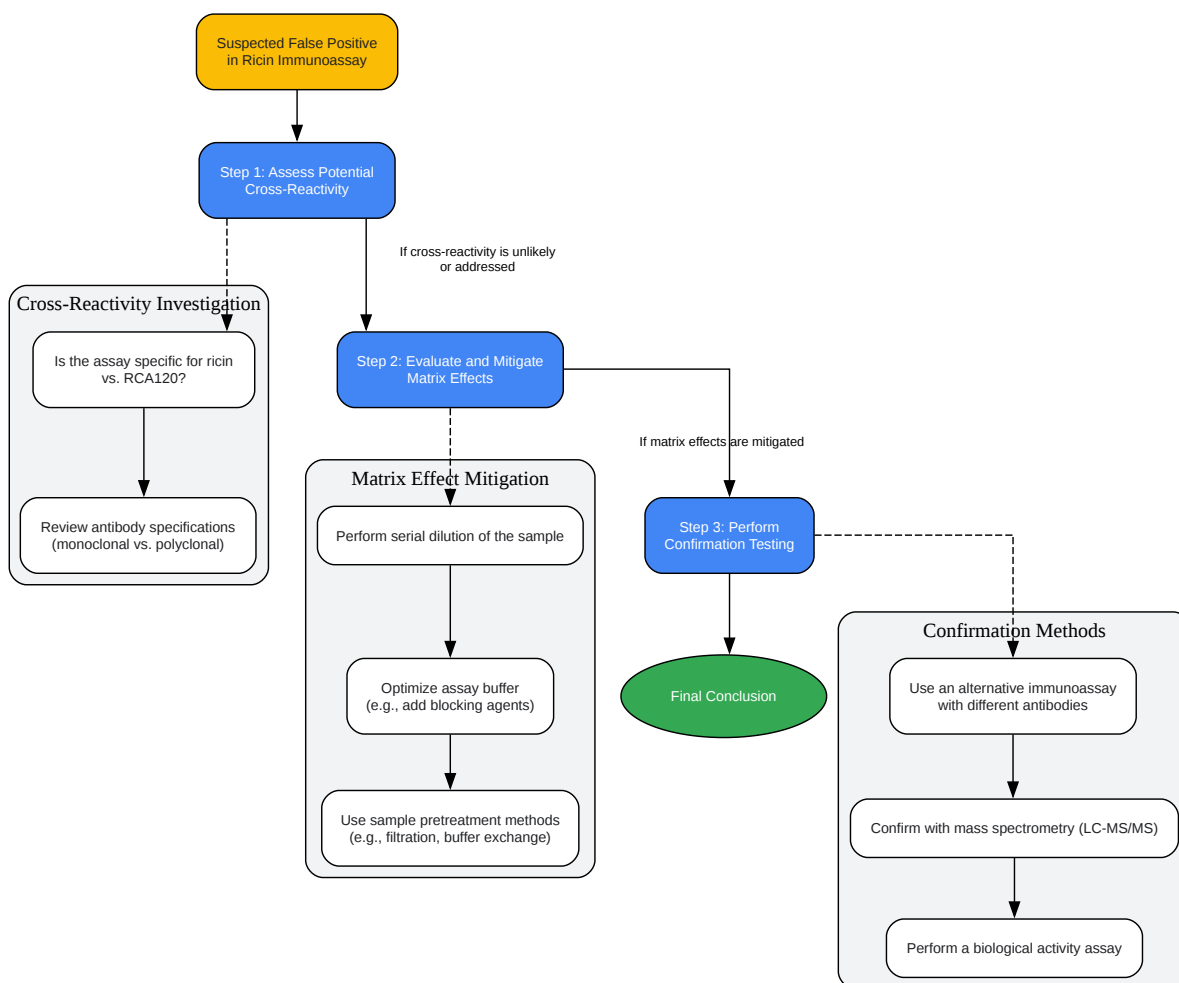 Suspected False Positive
in Ricin Immunoassay
Step 1: Assess Potential
Cross-Reactivity
If cross-reactivity is unlikely
or addressed
Cross-Reactivity Investigation
Is the assay specific for ricin
vs. RCA120?
Review antibody specifications
(monoclonal vs. polyclonal)
Step 2: Evaluate and Mitigate
Matrix Effects
If matrix effects are mitigated
Matrix Effect Mitigation
Perform serial dilution of the sample
Optimize assay buffer
(e.g., add blocking agents)
Use sample pretreatment methods
(e.g., filtration, buffer exchange)
Step 3: Perform
Confirmation Testing
Final Conclusion
Confirmation Methods
Use an alternative immunoassay
with different antibodies
Confirm with mass spectrometry (LC-MS/MS)
Perform a biological activity assay